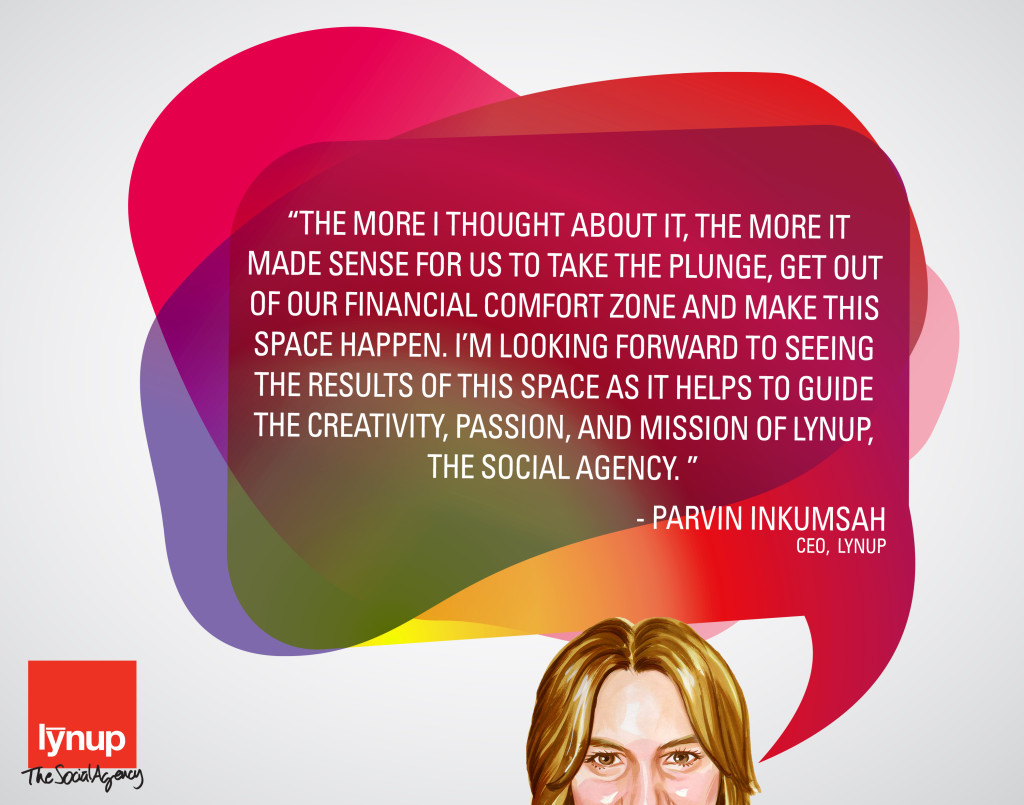 “THE MORE I THOUGHT ABOUT IT, THE MORE IT
MADE SENSE FOR US TO TAKE THE PLUNGE, GET OUT
OF OUR FINANCIAL COMFORT ZONE AND MAKE THIS
SPACE HAPPEN. I’M LOOKING FORWARD TO SEEING
THE RESULTS OF THIS SPACE AS IT HELPS TO GUIDE
THE CREATIVITY, PASSION, AND MISSION OF LYNUP,
THE SOCIAL AGENCY. ”
- PARVIN INKUMSAH
CEO, LYNUP
lynup
The Social Agency